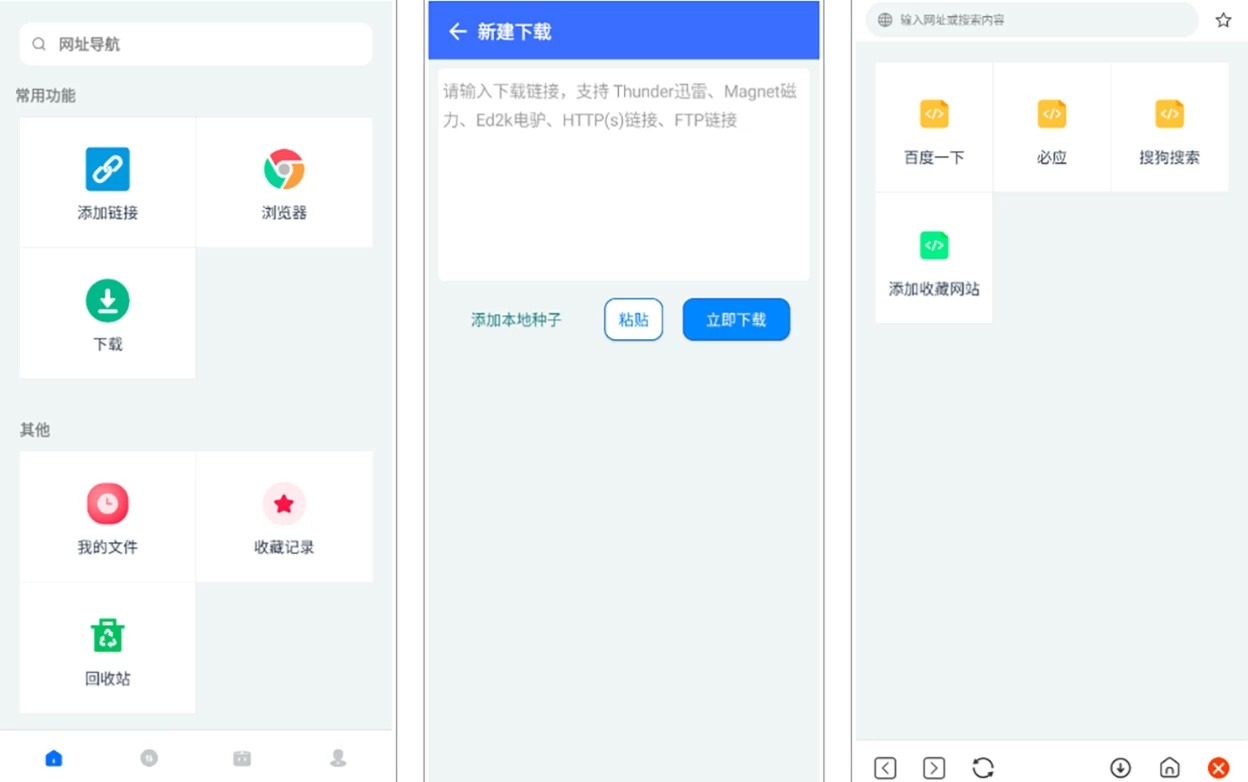 网址导航
常用功能
添加链接
浏览器
下载
其他
我的文件
收藏记录
回收站
新建下载
请输入下载链接，支持 Thunder迅雷、Magnet磁
力、Ed2k电驴、HTTP(s)链接、FTP链接
添加本地种子
粘贴
立即下载
输入网址或搜索内容
百度一下
必应
搜狗搜索
添加收藏网站